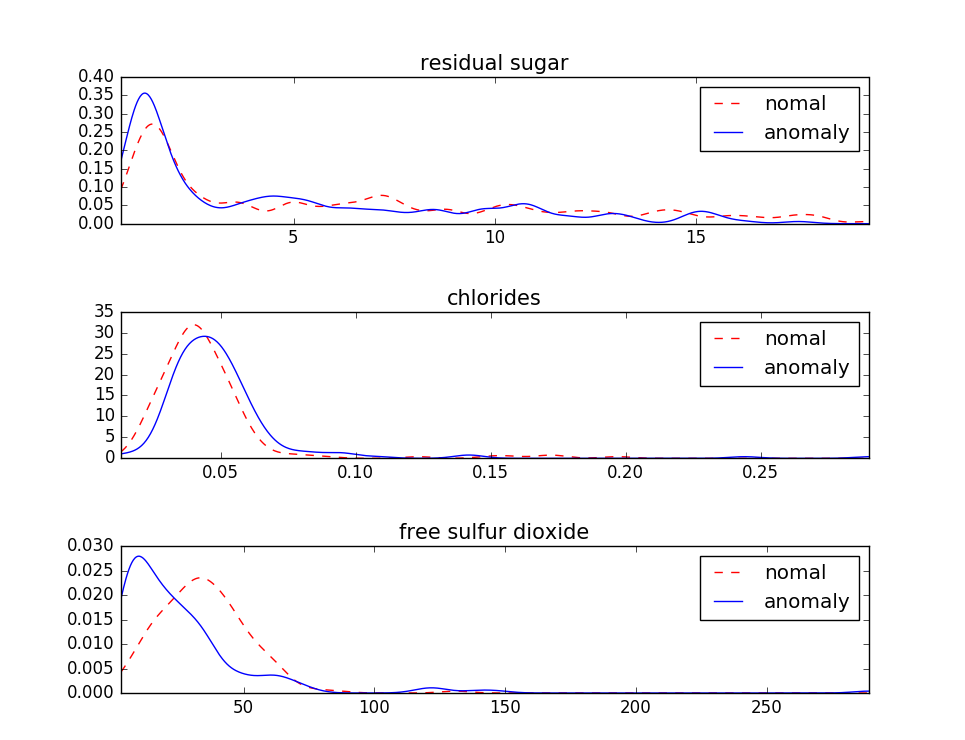 residual sugar
0.40
0.35
0.30
0.25
0.20
0.15
0.10
0.05
0.00
nomal
anomaly
5 10 15
chlorides
35
30
25
20
15
10
5
0
nomal
anomaly
0.05 0.10 0.15 0.20 0.25
free sulfur dioxide
0.030
0.025
0.020
0.015
0.010
0.005
0.000
nomal
anomaly
50 100 150 200 250